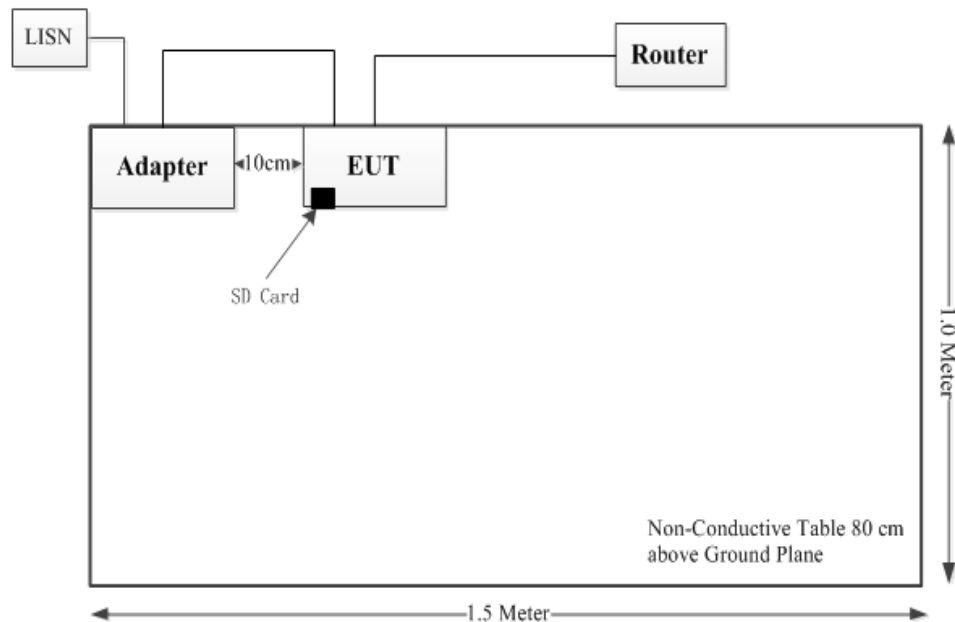 LISN
Router
Adapter
10cm
EUT
SD Card
1.0 Meter
Non-Conductive Table 80 cm
above Ground Plane
1.5 Meter